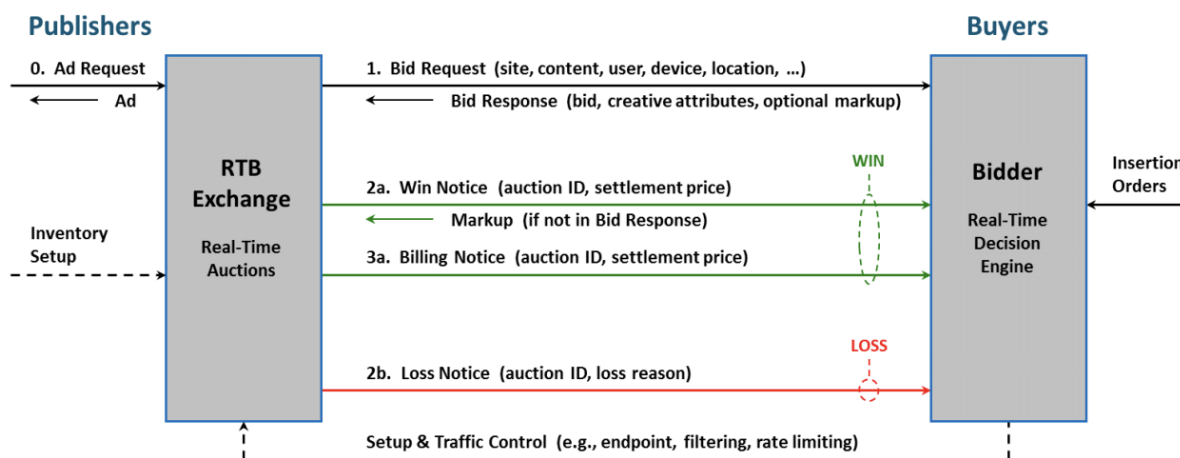 Publishers
Buyers
0. Ad Request
Ad
1. Bid Request (site, content, user, device, location, ...)
Bid Response (bid, creative attributes, optional markup)
RTB
Exchange
Real-Time
Auctions
Inventory
Setup
2a. Win Notice (auction ID, settlement price)
Markup (if not in Bid Response)
3a. Billing Notice (auction ID, settlement price)
WIN
2b. Loss Notice (auction ID, loss reason)
LOSS
Bidder
Real-Time
Decision
Engine
Insertion
Orders
Setup & Traffic Control (e.g., endpoint, filtering, rate limiting)